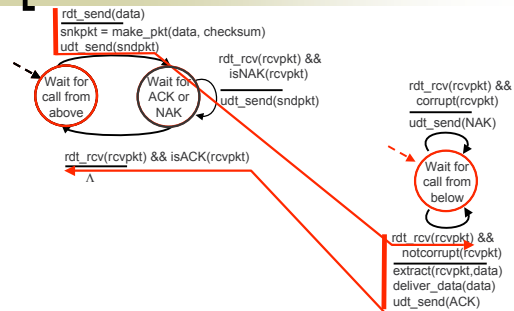 rdt_send(data)
snkpkt = make_pkt(data, checksum)
udt_send(sndpkt)
Wait for
call from
above
Wait for
ACK or
NAK
rdt_rcv(rcvpkt) &&
isNAK(rcvpkt)
udt_send(sndpkt)
rdt_rcv(rcvpkt) && isACK(rcvpkt)
Λ
rdt_rcv(rcvpkt) &&
corrupt(rcvpkt)
udt_send(NAK)
Wait for
call from
below
rdt_rcv(rcvpkt) &&
notcorrupt(rcvpkt)
extract(rcvpkt,data)
deliver_data(data)
udt_send(ACK)